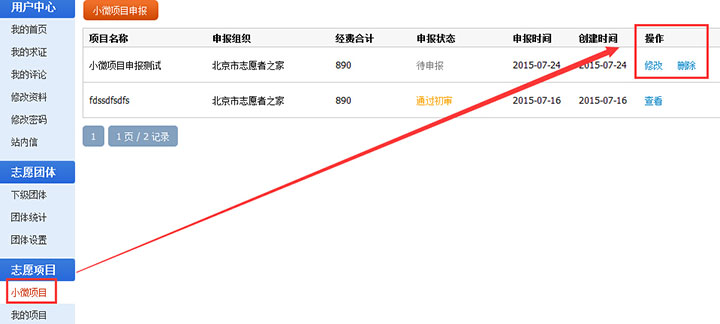 用户中心
我的首页
我的求证
我的评论
修改资料
修改密码
站内信
志愿团体
下级团体
团体统计
团体设置
志愿项目
小微项目
我的项目
小微项目申报
项目名称 申报组织 经费合计 申报状态 申报时间 创建时间 操作
小微项目申报测试 北京市志愿者之家 890 待申报 2015-07-24 2015-07-24 修改 删除
fdssdfsdfs 北京市志愿者之家 890 通过初审 2015-07-16 2015-07-16 查看
1 1 页 / 2 记录